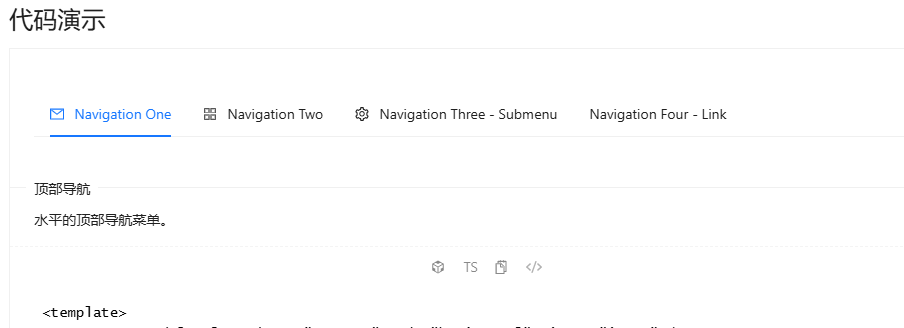 代码演示
Navigation One Navigation Two Navigation Three - Submenu Navigation Four - Link
顶部导航
水平的顶部导航菜单。
TS
<template>